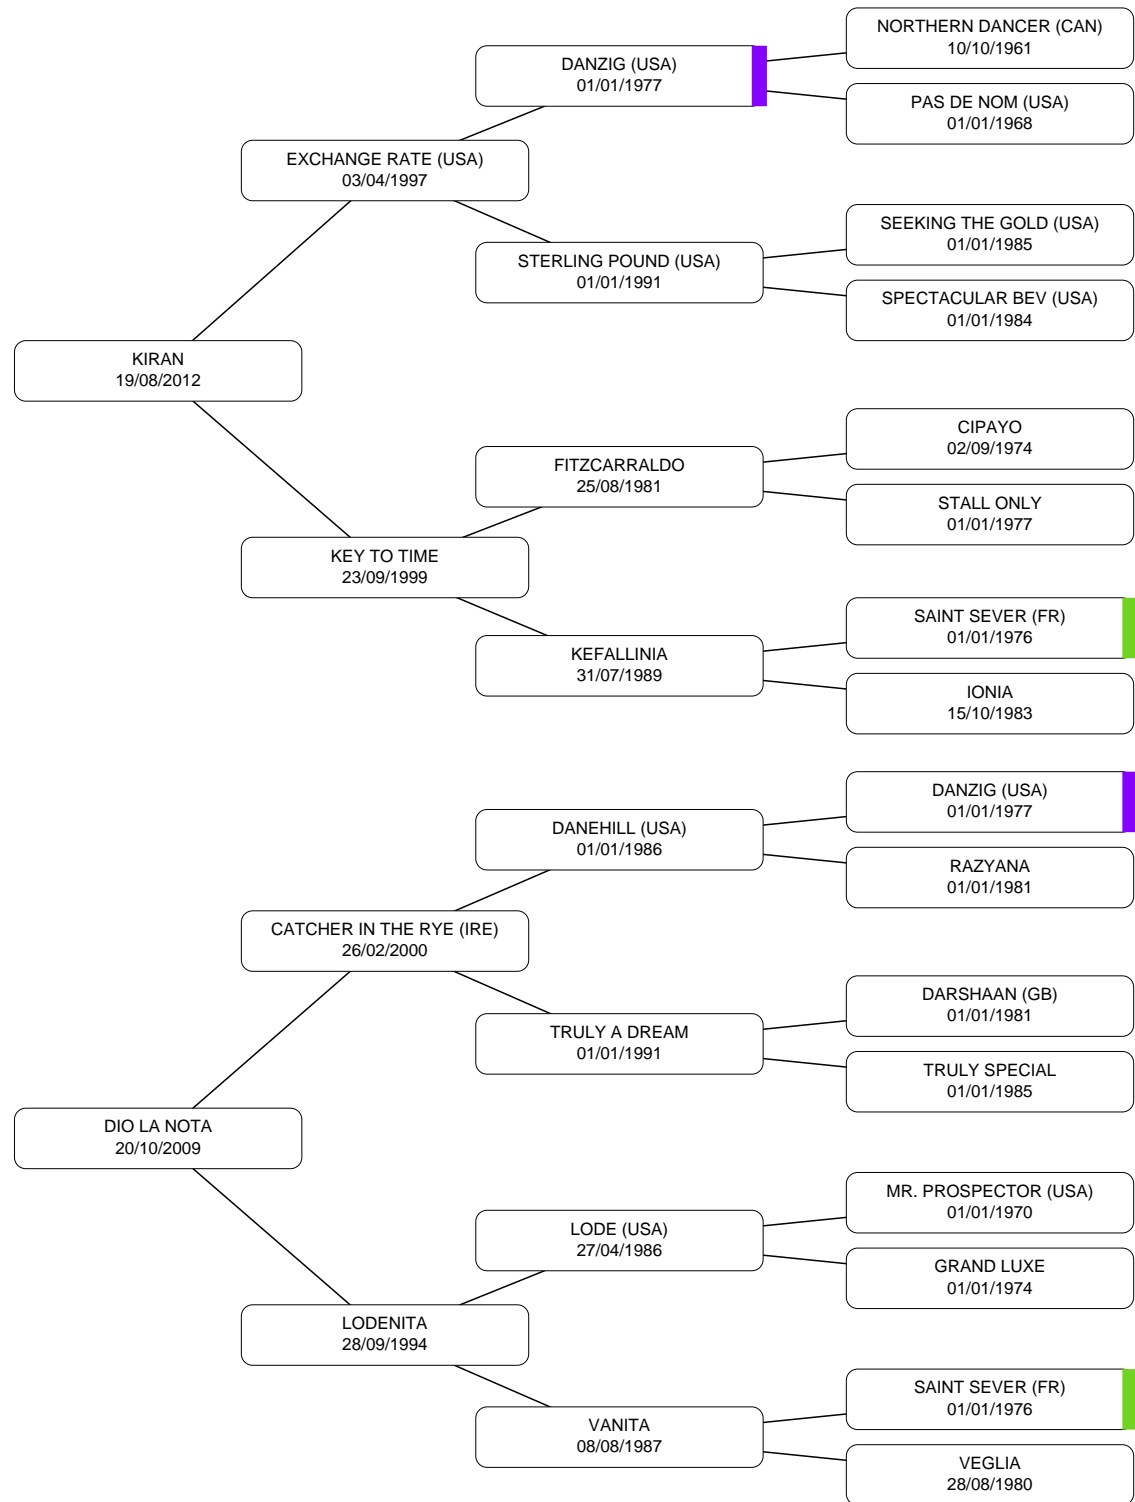 NORTHERN DANCER (CAN)
10/10/1961
DANZIG (USA)
01/01/1977
PAS DE NOM (USA)
01/01/1968
EXCHANGE RATE (USA)
03/04/1997
SEEKING THE GOLD (USA)
01/01/1985
STERLING POUND (USA)
01/01/1991
SPECTACULAR BEV (USA)
01/01/1984
KIRAN
19/08/2012
CIPAYO
02/09/1974
FITZCARRALDO
25/08/1981
STALL ONLY
01/01/1977
KEY TO TIME
23/09/1999
SAINT SEVER (FR)
01/01/1976
KEFALLINIA
31/07/1989
IONIA
15/10/1983
DANZIG (USA)
01/01/1977
DANEHILL (USA)
01/01/1986
RAZYANA
01/01/1981
CATCHER IN THE RYE (IRE)
26/02/2000
DARSHAAN (GB)
01/01/1981
TRULY A DREAM
01/01/1991
TRULY SPECIAL
01/01/1985
DIO LA NOTA
20/10/2009
MR. PROSPECTOR (USA)
01/01/1970
LODE (USA)
27/04/1986
GRAND LUXE
01/01/1974
LODENITA
28/09/1994
SAINT SEVER (FR)
01/01/1976
VANITA
08/08/1987
VEGLIA
28/08/1980